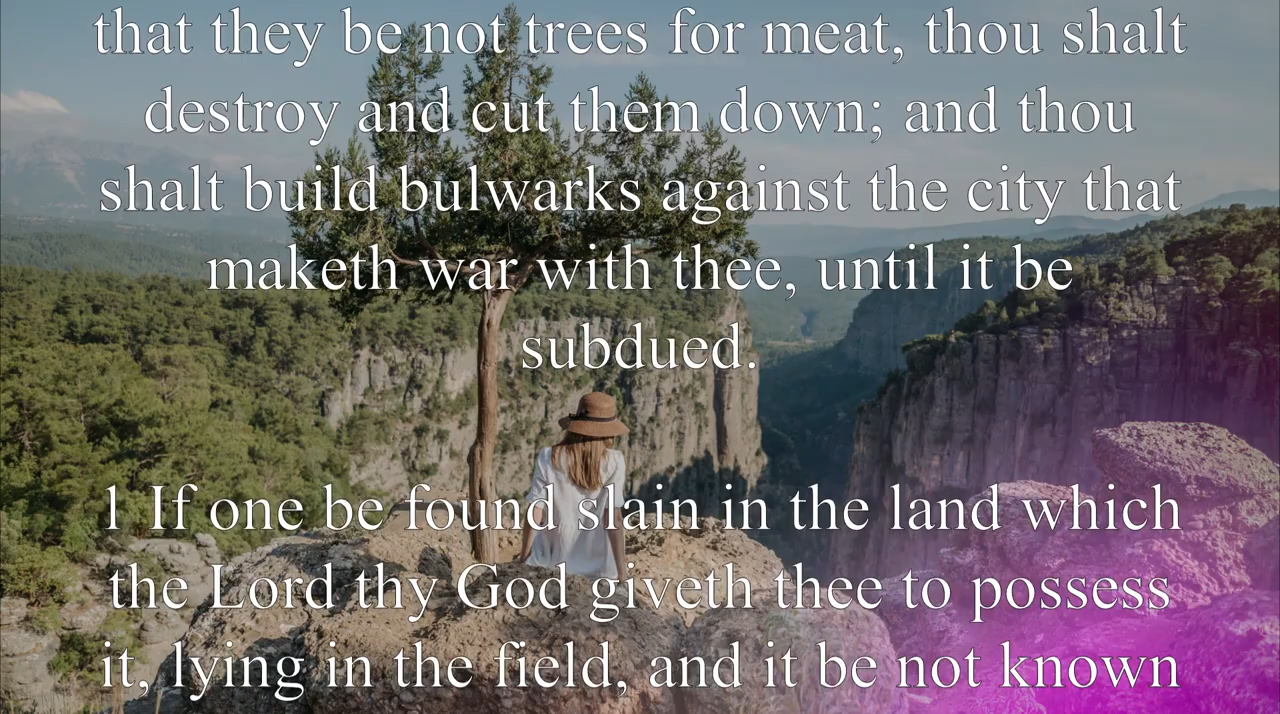 that they be not trees for meat, thou shalt
destroy and cut them down; and thou
shalt build bulwarks against the city that
maketh war with thee, until it be
subdued.
1 If one be found slain in the land which
the Lord thy God giveth thee to possess
it, lying in the field, and it be not known